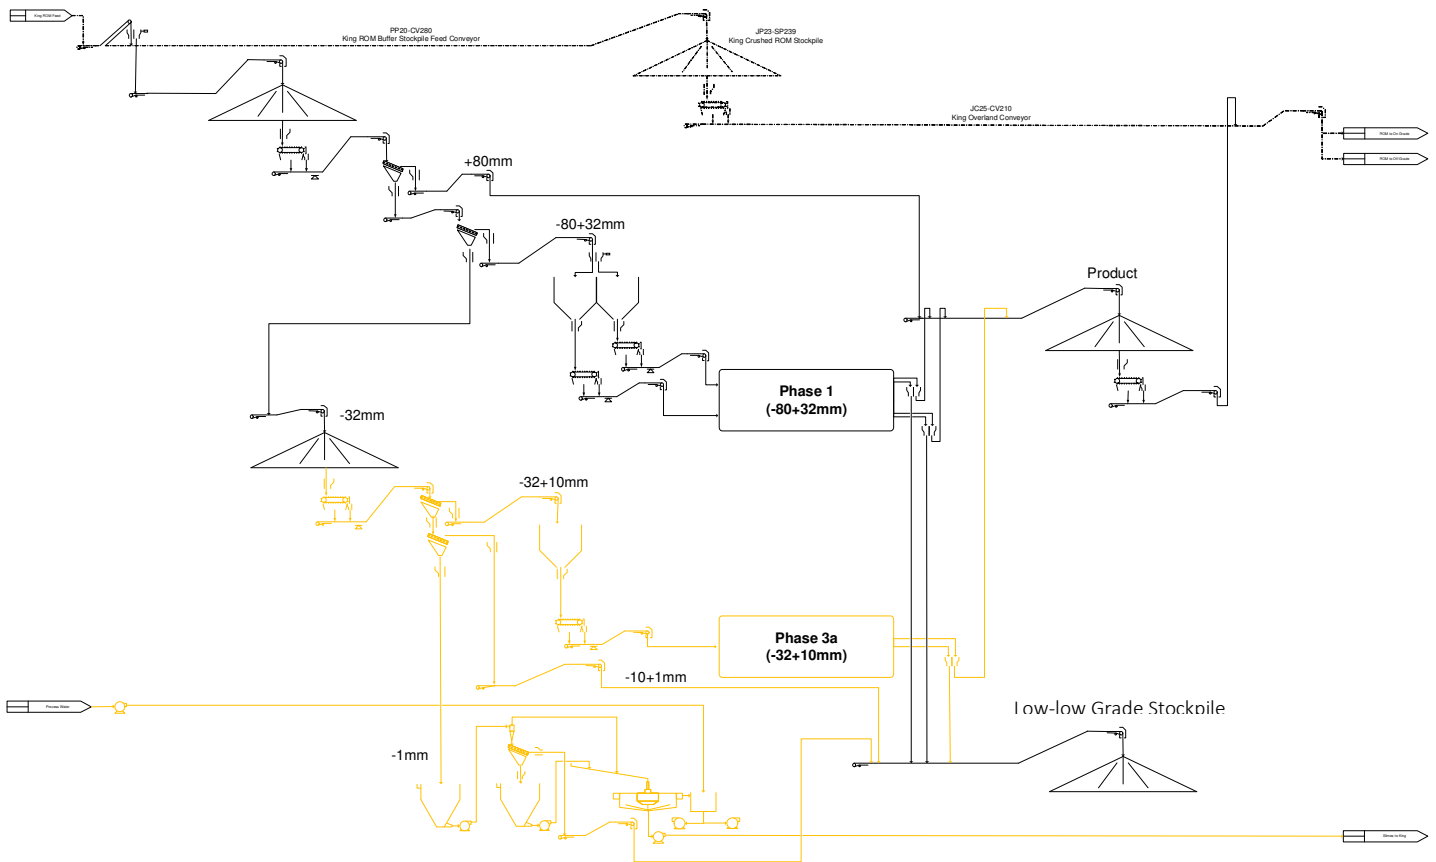 King ROM Feed
PP20-CV280
King ROM Buffer Stockpile Feed Conveyor
JP23-SP239
King Crushed ROM Stockpile
JC25-CV210
King Overland Conveyor
ROM to On Grade
ROM to Off Grade
+80mm
-80+32mm
Product
Phase 1
(-80+32mm)
-32mm
-32+10mm
Phase 3a
(-32+10mm)
-10+1mm
Process Water
Low-low Grade Stockpile
-1mm
Slimes to King